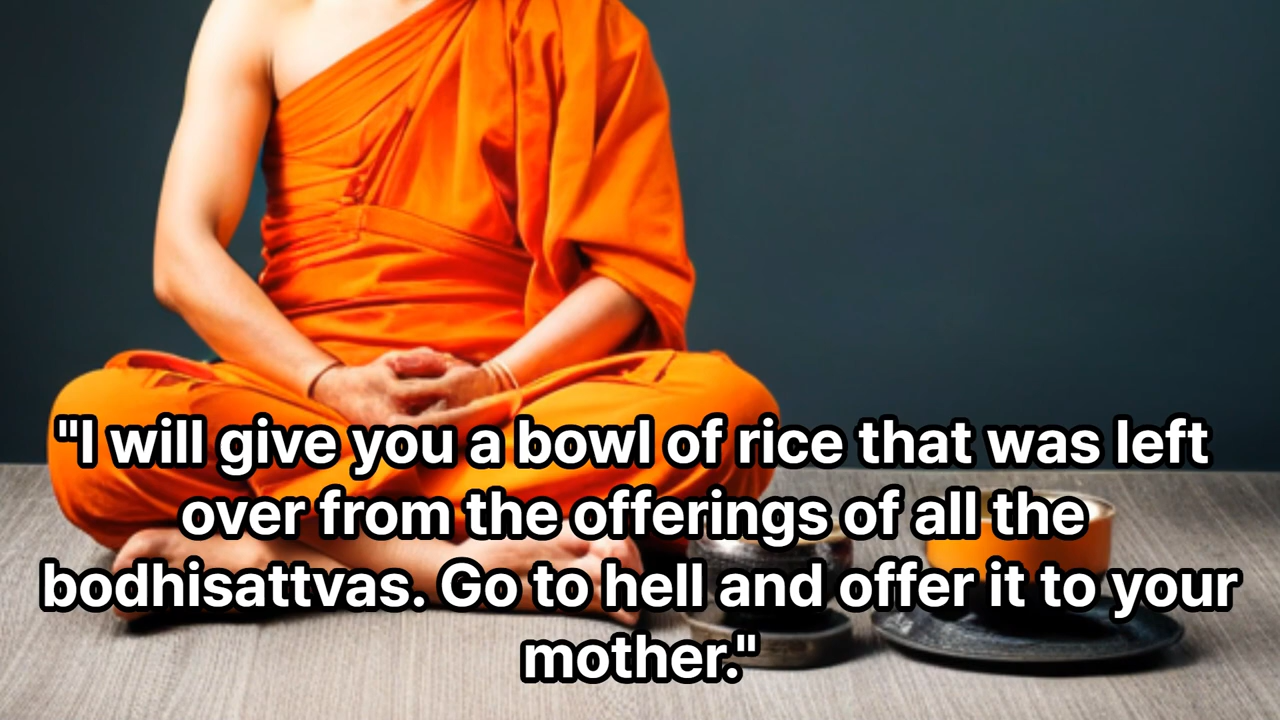 "I will give you a bowl of rice that was left
over from the offerings of all the
bodhisattvas. Go to hell and offer it to your
mother."